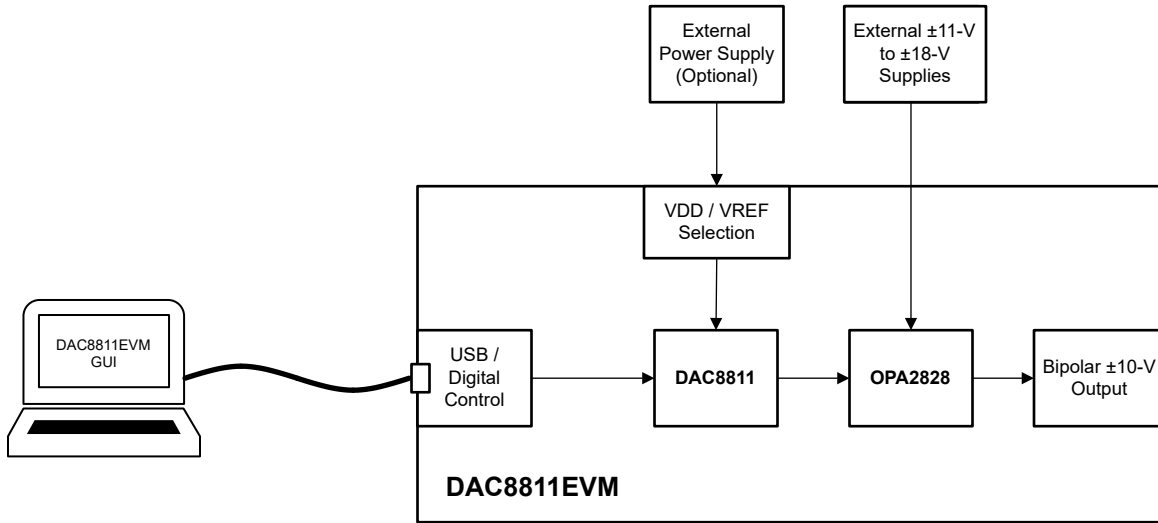 External
Power Supply
(Optional)
External ±11-V
to ±18-V
Supplies
VDD / VREF
Selection
DAC8811EVM
GUI
USB /
Digital
Control
DAC8811
OPA2828
Bipolar ±10-V
Output
DAC8811EVM